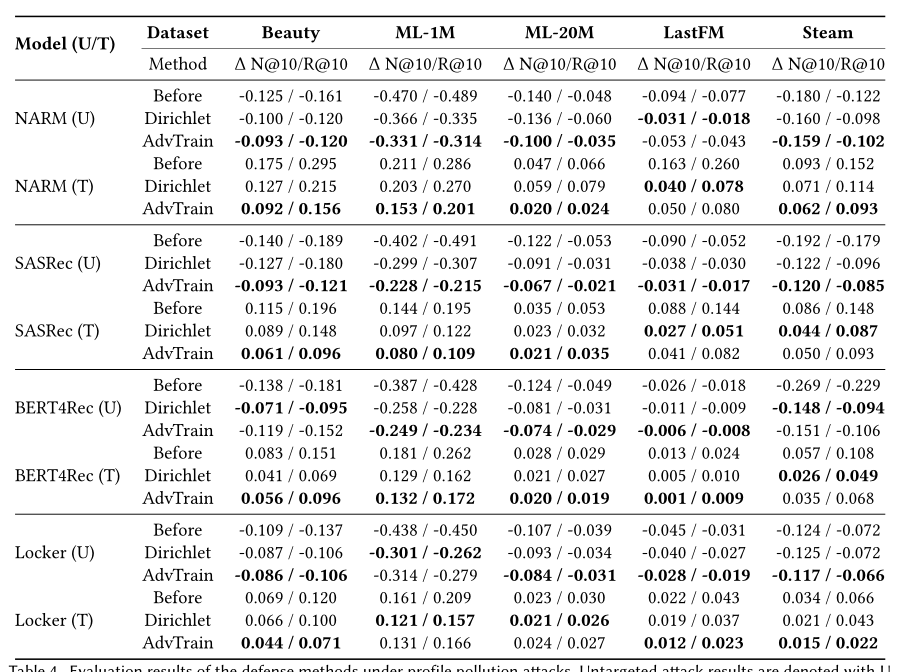 Model (U/T) Dataset Beauty ML-1M ML-20M LastFM Steam
Method Δ N@10/R@10 Δ N@10/R@10 Δ N@10/R@10 Δ N@10/R@10 Δ N@10/R@10
Before -0.125 / -0.161 -0.470 / -0.489 -0.140 / -0.048 -0.094 / -0.077 -0.180 / -0.122
NARM (U) Dirichlet -0.100 / -0.120 -0.366 / -0.335 -0.136 / -0.060 -0.031 / -0.018 -0.160 / -0.098
AdvTrain -0.093 / -0.120 -0.331 / -0.314 -0.100 / -0.035 -0.053 / -0.043 -0.159 / -0.102
Before 0.175 / 0.295 0.211 / 0.286 0.047 / 0.066 0.163 / 0.260 0.093 / 0.152
NARM (T) Dirichlet 0.127 / 0.215 0.203 / 0.270 0.059 / 0.079 0.040 / 0.078 0.071 / 0.114
AdvTrain 0.092 / 0.156 0.153 / 0.201 0.020 / 0.024 0.050 / 0.080 0.062 / 0.093
Before -0.140 / -0.189 -0.402 / -0.491 -0.122 / -0.053 -0.090 / -0.052 -0.192 / -0.179
SASRec (U) Dirichlet -0.127 / -0.180 -0.299 / -0.307 -0.091 / -0.031 -0.038 / -0.030 -0.122 / -0.096
AdvTrain -0.093 / -0.121 -0.228 / -0.215 -0.067 / -0.021 -0.031 / -0.017 -0.120 / -0.085
Before 0.115 / 0.196 0.144 / 0.195 0.035 / 0.053 0.088 / 0.144 0.086 / 0.148
SASRec (T) Dirichlet 0.089 / 0.148 0.097 / 0.122 0.023 / 0.032 0.027 / 0.051 0.044 / 0.087
AdvTrain 0.061 / 0.096 0.080 / 0.109 0.021 / 0.035 0.041 / 0.082 0.050 / 0.093
Before -0.138 / -0.181 -0.387 / -0.428 -0.124 / -0.049 -0.026 / -0.018 -0.269 / -0.229
BERT4Rec (U) Dirichlet -0.071 / -0.095 -0.258 / -0.228 -0.081 / -0.031 -0.011 / -0.009 -0.148 / -0.094
AdvTrain -0.119 / -0.152 -0.249 / -0.234 -0.074 / -0.029 -0.006 / -0.008 -0.151 / -0.106
Before 0.083 / 0.151 0.181 / 0.262 0.028 / 0.029 0.013 / 0.024 0.057 / 0.108
BERT4Rec (T) Dirichlet 0.041 / 0.069 0.129 / 0.162 0.021 / 0.027 0.005 / 0.010 0.026 / 0.049
AdvTrain 0.056 / 0.096 0.132 / 0.172 0.020 / 0.019 0.001 / 0.009 0.035 / 0.068
Before -0.109 / -0.137 -0.438 / -0.450 -0.107 / -0.039 -0.045 / -0.031 -0.124 / -0.072
Locker (U) Dirichlet -0.087 / -0.106 -0.301 / -0.262 -0.093 / -0.034 -0.040 / -0.027 -0.125 / -0.072
AdvTrain -0.086 / -0.106 -0.314 / -0.279 -0.084 / -0.031 -0.028 / -0.019 -0.117 / -0.066
Before 0.069 / 0.120 0.161 / 0.209 0.023 / 0.030 0.022 / 0.043 0.034 / 0.066
Locker (T) Dirichlet 0.066 / 0.100 0.121 / 0.157 0.021 / 0.026 0.019 / 0.037 0.021 / 0.043
AdvTrain 0.044 / 0.071 0.131 / 0.166 0.024 / 0.027 0.012 / 0.023 0.015 / 0.022
Table 4. Evaluation results of the defense methods under profile pollution attacks. Untargeted attack results are denoted with U